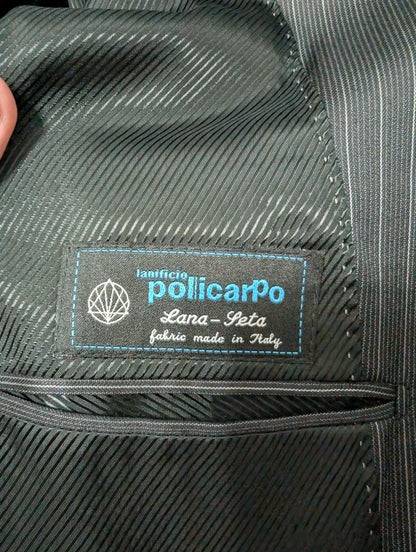 lanificio
policarpo
Lana-Seta
fabric made in Italy